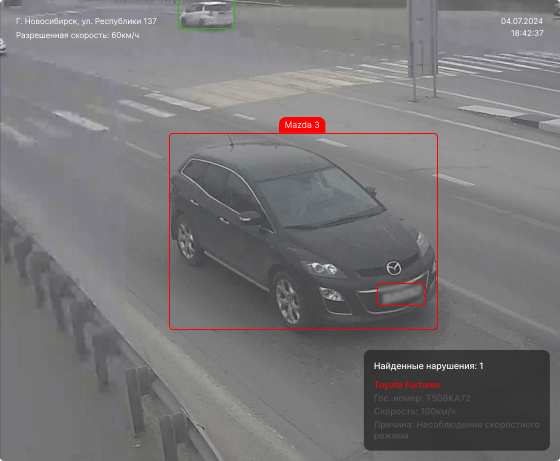 Г. Новосибирск, ул. Республики 137
Разрешенная скорость: 60км/ч
04.07.2024
18:42:37
Mazda 3
Найденные нарушения: 1
Toyota Fortuner
Гос. номер: Т508КА72
Скорость: 100км/ч
Причина: Несоблюдение скоростного
режима